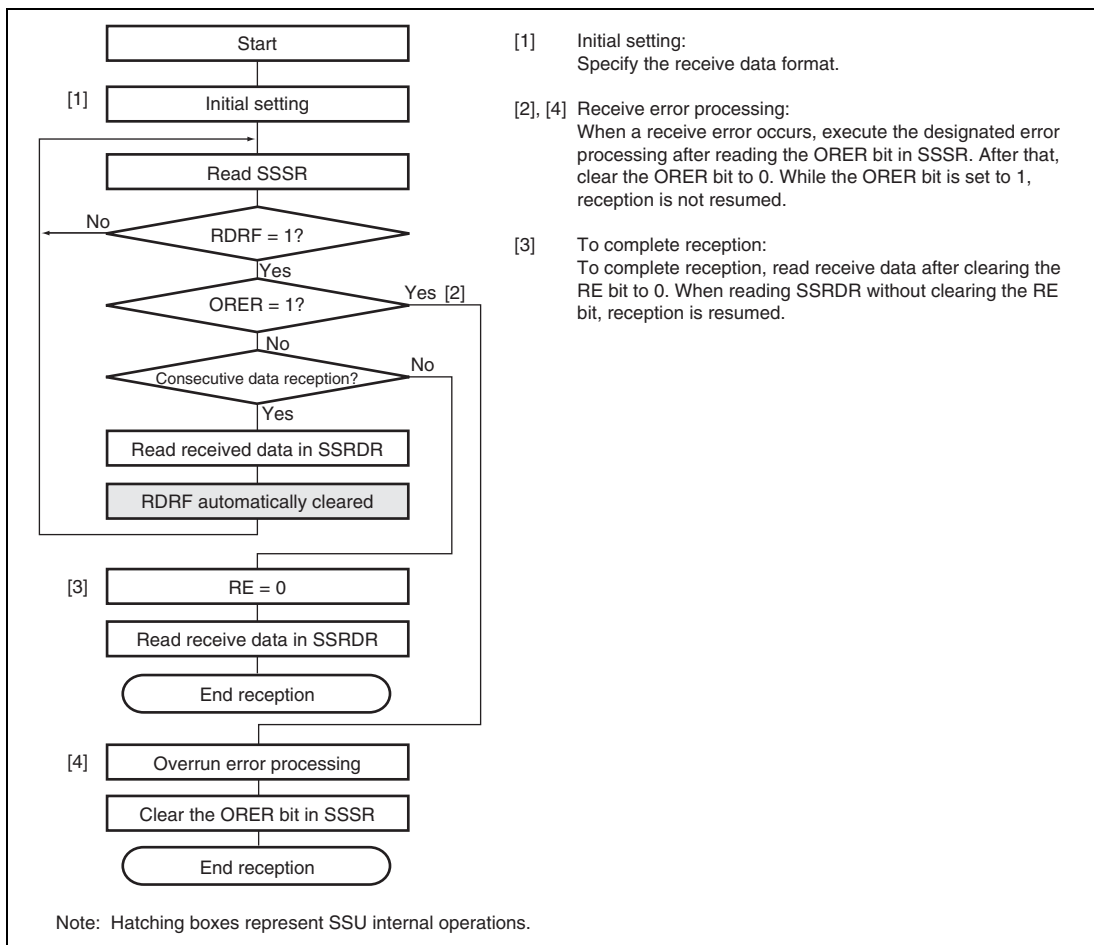 Start
[1] Initial setting
Read SSSR
No
RDRF = 1?
Yes
ORER = 1?
Yes [2]
No
Consecutive data reception?
No
Yes
Read received data in SSRDR
RDRF automatically cleared
[3] RE = 0
Read receive data in SSRDR
End reception
[4] Overrun error processing
Clear the ORER bit in SSSR
End reception
[1] Initial setting:
Specify the receive data format.
[2], [4] Receive error processing:
When a receive error occurs, execute the designated error
processing after reading the ORER bit in SSSR. After that,
clear the ORER bit to 0. While the ORER bit is set to 1,
reception is not resumed.
[3] To complete reception:
To complete reception, read receive data after clearing the
RE bit to 0. When reading SSRDR without clearing the RE
bit, reception is resumed.
Note: Hatching boxes represent SSU internal operations.